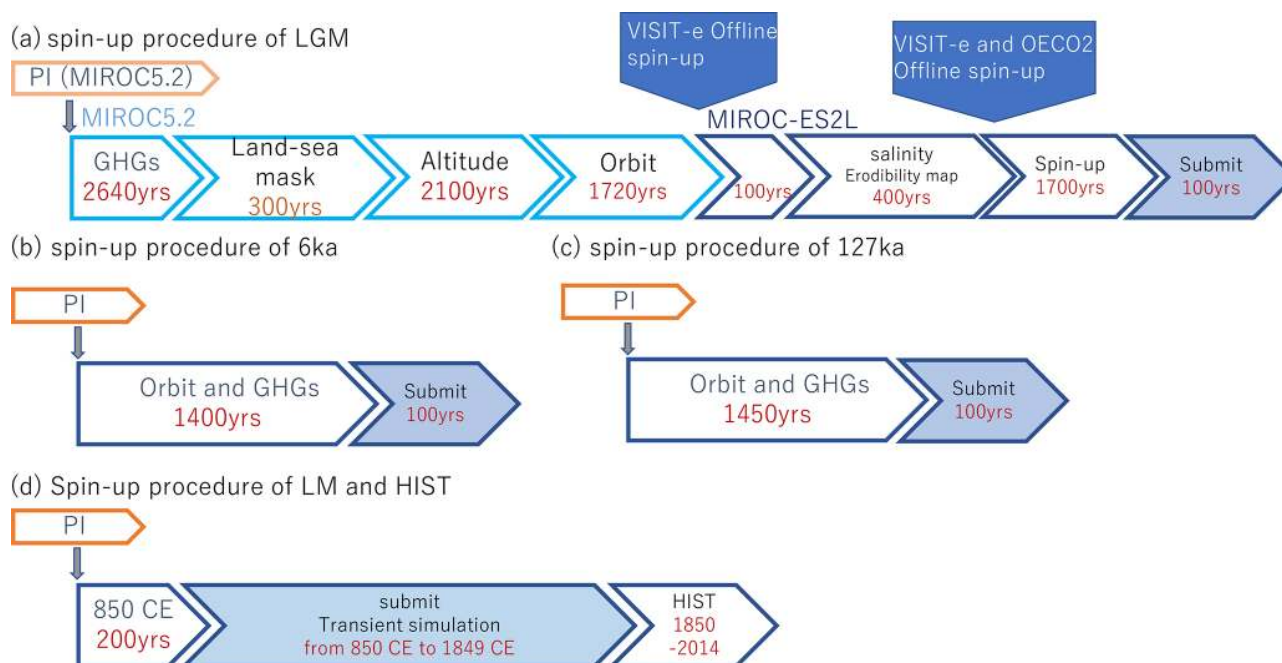 (a) spin-up procedure of LGM
VISIT-e Offline
spin-up
VISIT-e and OECO2
Offline spin-up
PI (MIROC5.2)
MIROC5.2
MIROC-ES2L
GHGs
2640yrs
Land-sea
mask
300yrs
Altitude
2100yrs
Orbit
1720yrs
100yrs
salinity
Erodibility map
400yrs
Spin-up
1700yrs
Submit
100yrs
(b) spin-up procedure of 6ka
PI
Orbit and GHGs
1400yrs
Submit
100yrs
(c) spin-up procedure of 127ka
PI
Orbit and GHGs
1450yrs
Submit
100yrs
(d) Spin-up procedure of LM and HIST
PI
850 CE
200yrs
submit
Transient simulation
from 850 CE to 1849 CE
HIST
1850
-2014